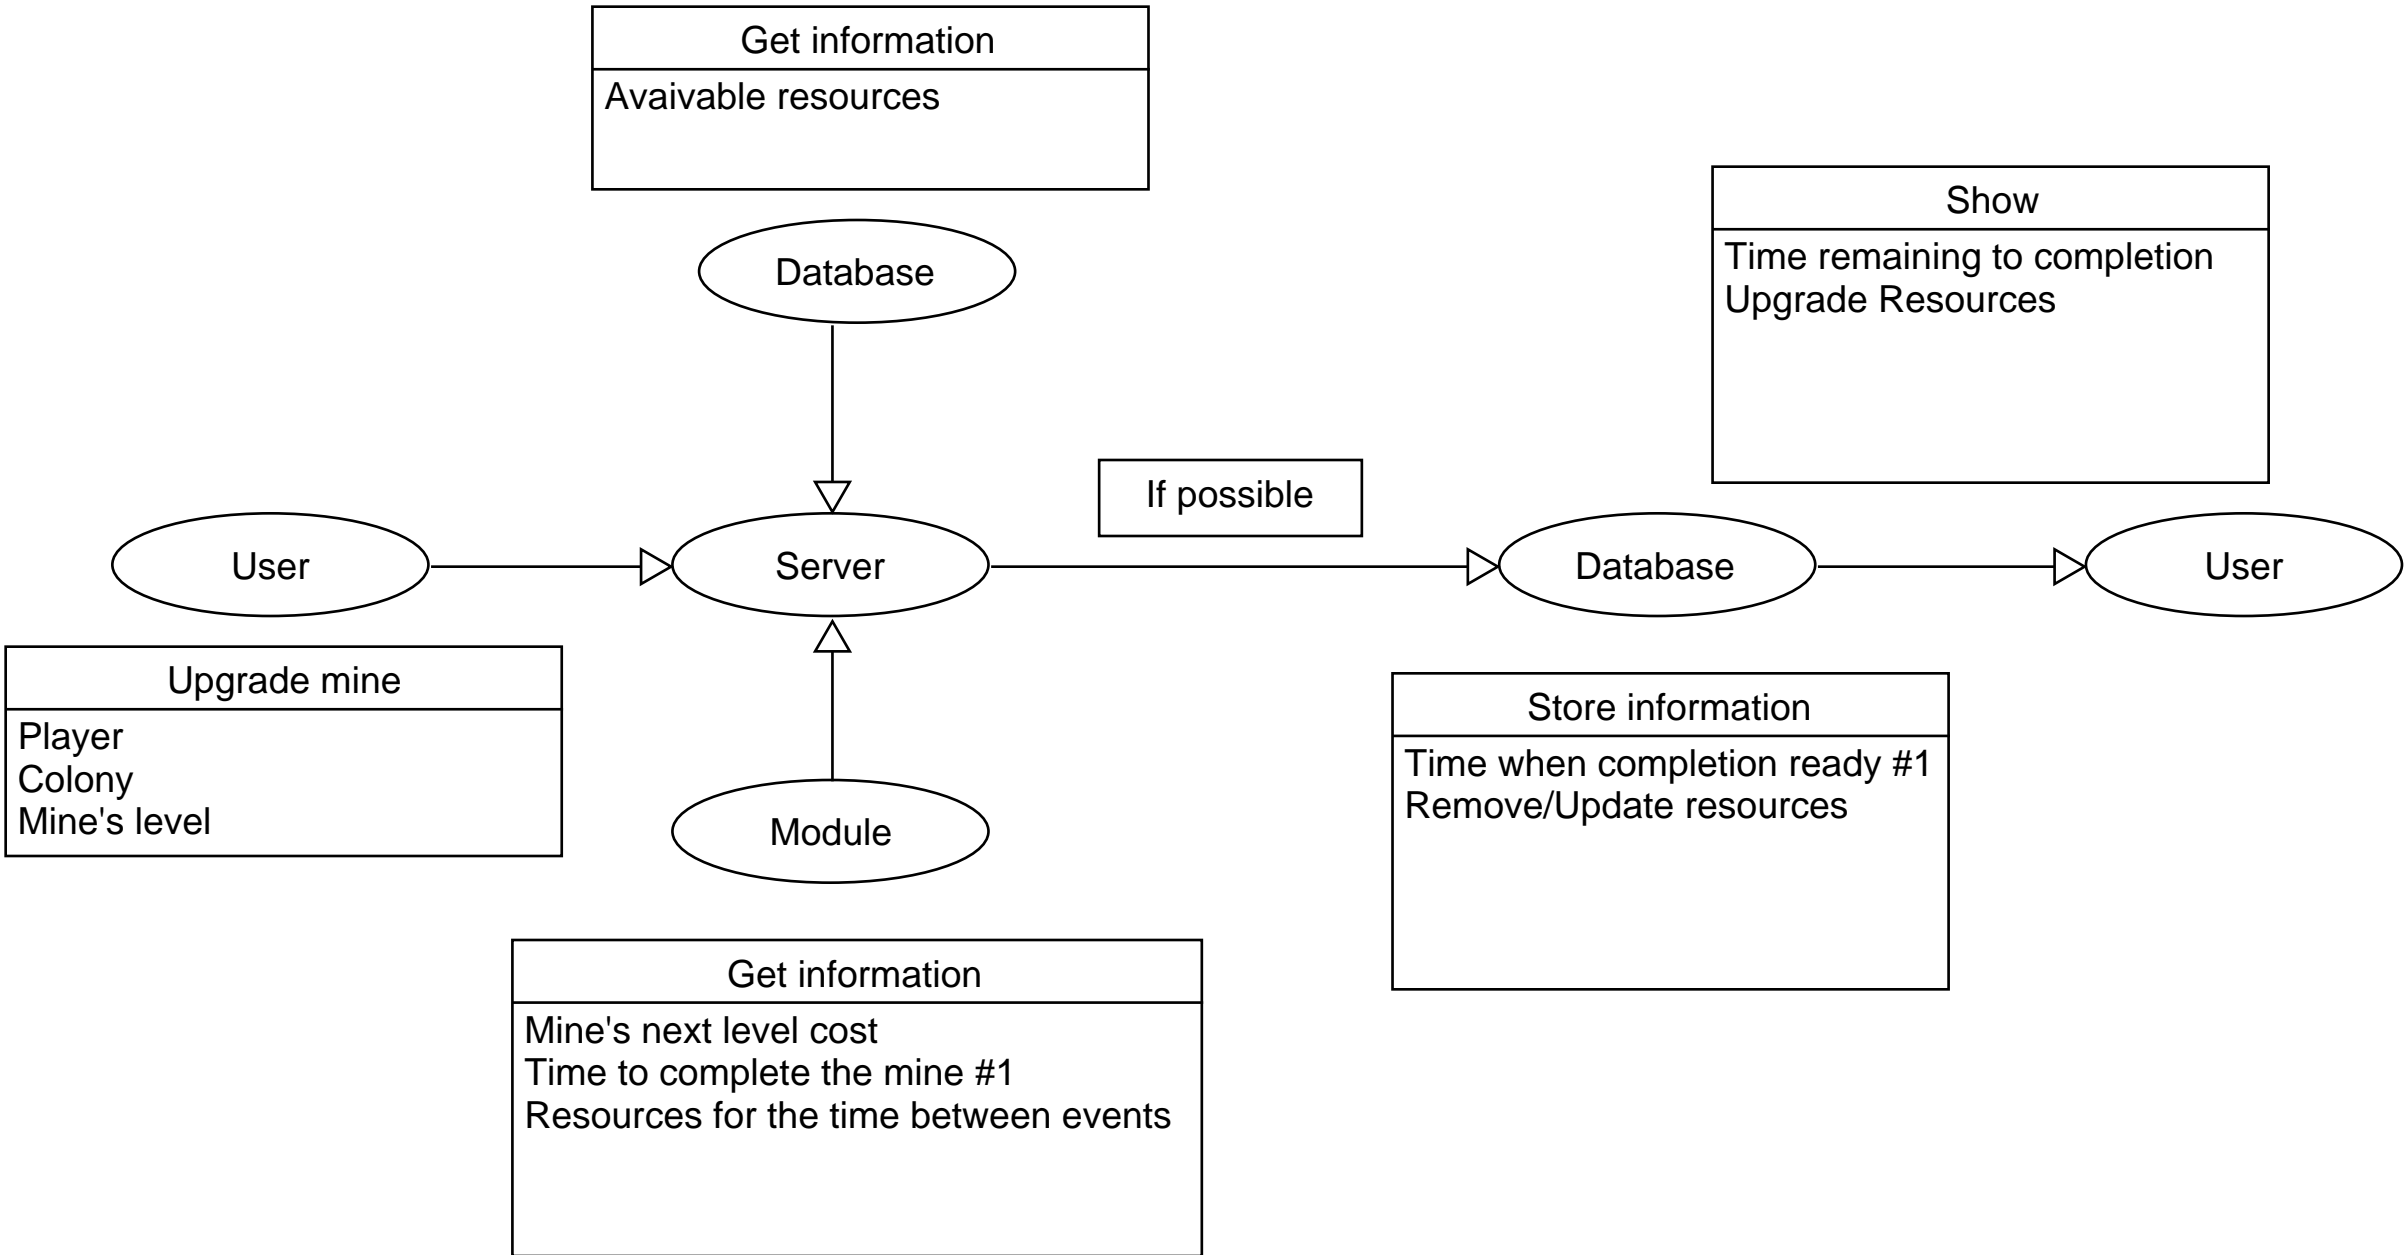 Get information
Avaivable resources
Database
Show
Time remaining to completion
Upgrade Resources
If possible
User
Server
Database
User
Upgrade mine
Player
Colony
Mine's level
Module
Store information
Time when completion ready #1
Remove/Update resources
Get information
Mine's next level cost
Time to complete the mine #1
Resources for the time between events